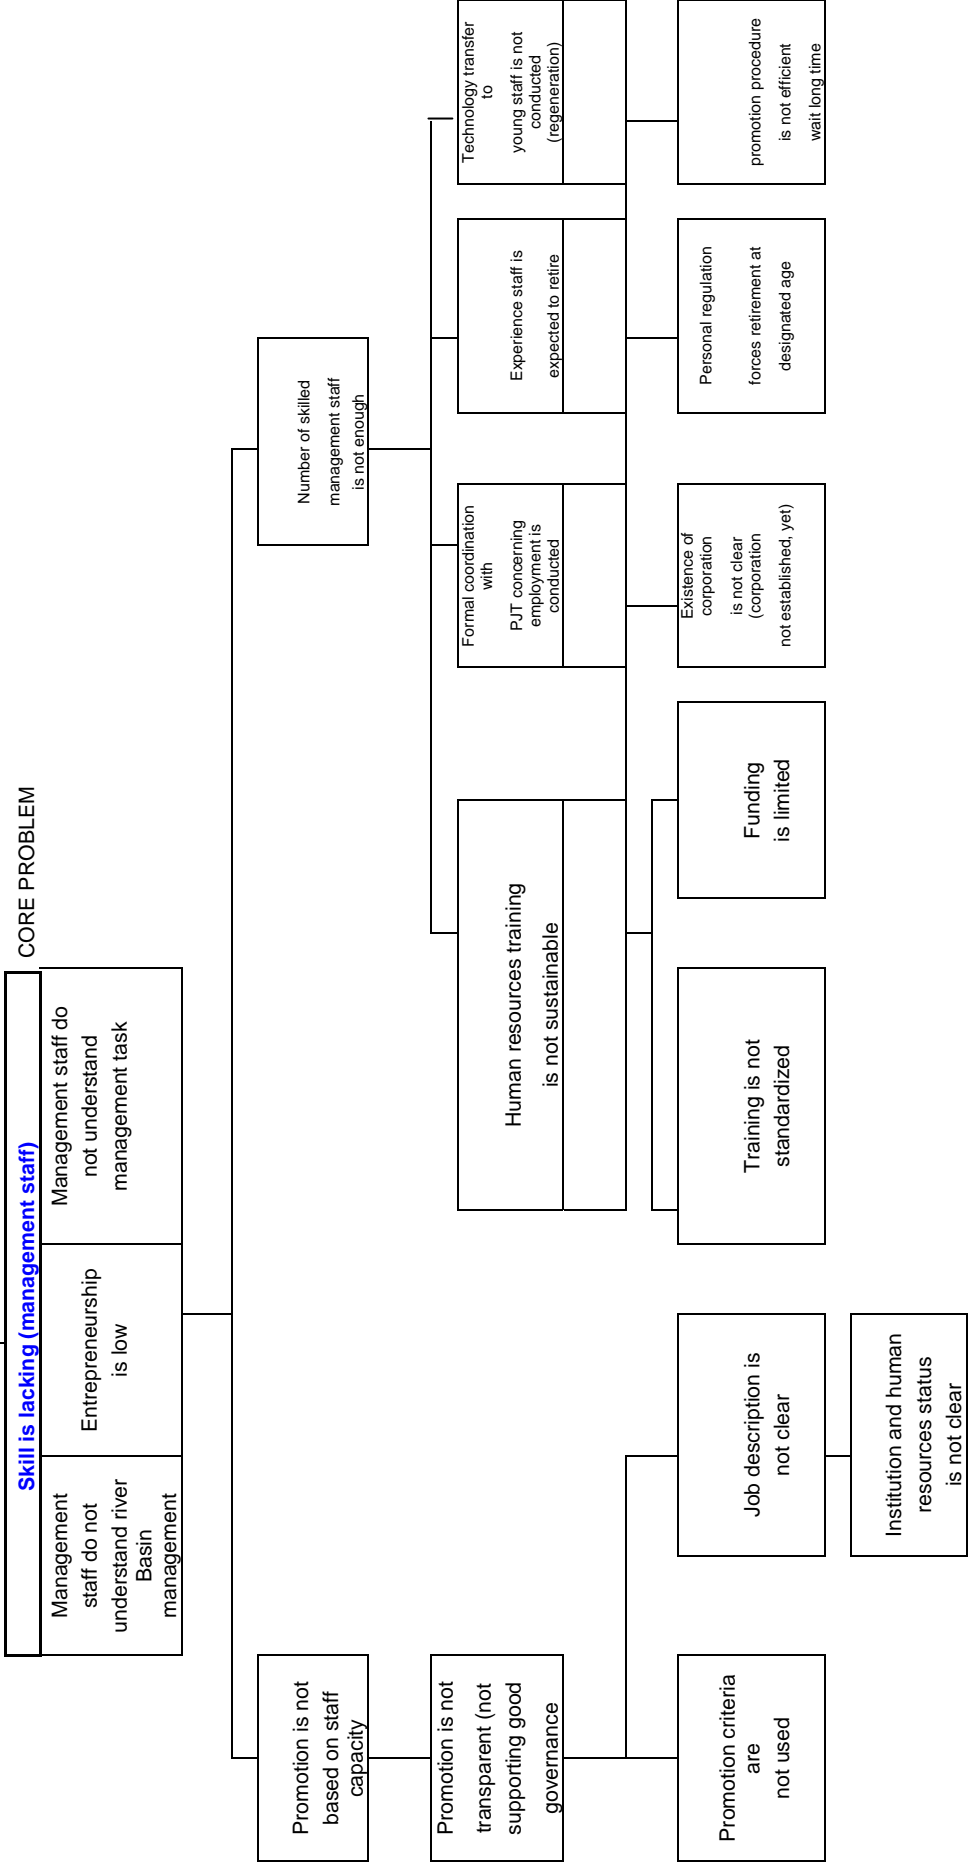 CORE PROBLEM
Skill is lacking (management staff)
Management
staff do not
understand river
Basin
management
Entrepreneurship
is low
Management staff do
not understand
management task
Promotion is not
based on staff
capacity
Number of skilled
management staff
is not enough
Promotion is not
transparent (not
supporting good
governance
Human resources training
is not sustainable
Formal coordination
with
PJT concerning
employment is
conducted
Experience staff is
expected to retire
Technology transfer
to
young staff is not
conducted
(regeneration)
Promotion criteria
are
not used
Job description is
not clear
Training is not
standardized
Funding
is limited
Existence of
corporation
is not clear
(corporation
not established, yet)
Personal regulation
forces retirement at
designated age
promotion procedure
is not efficient
wait long time
Institution and human
resources status
is not clear